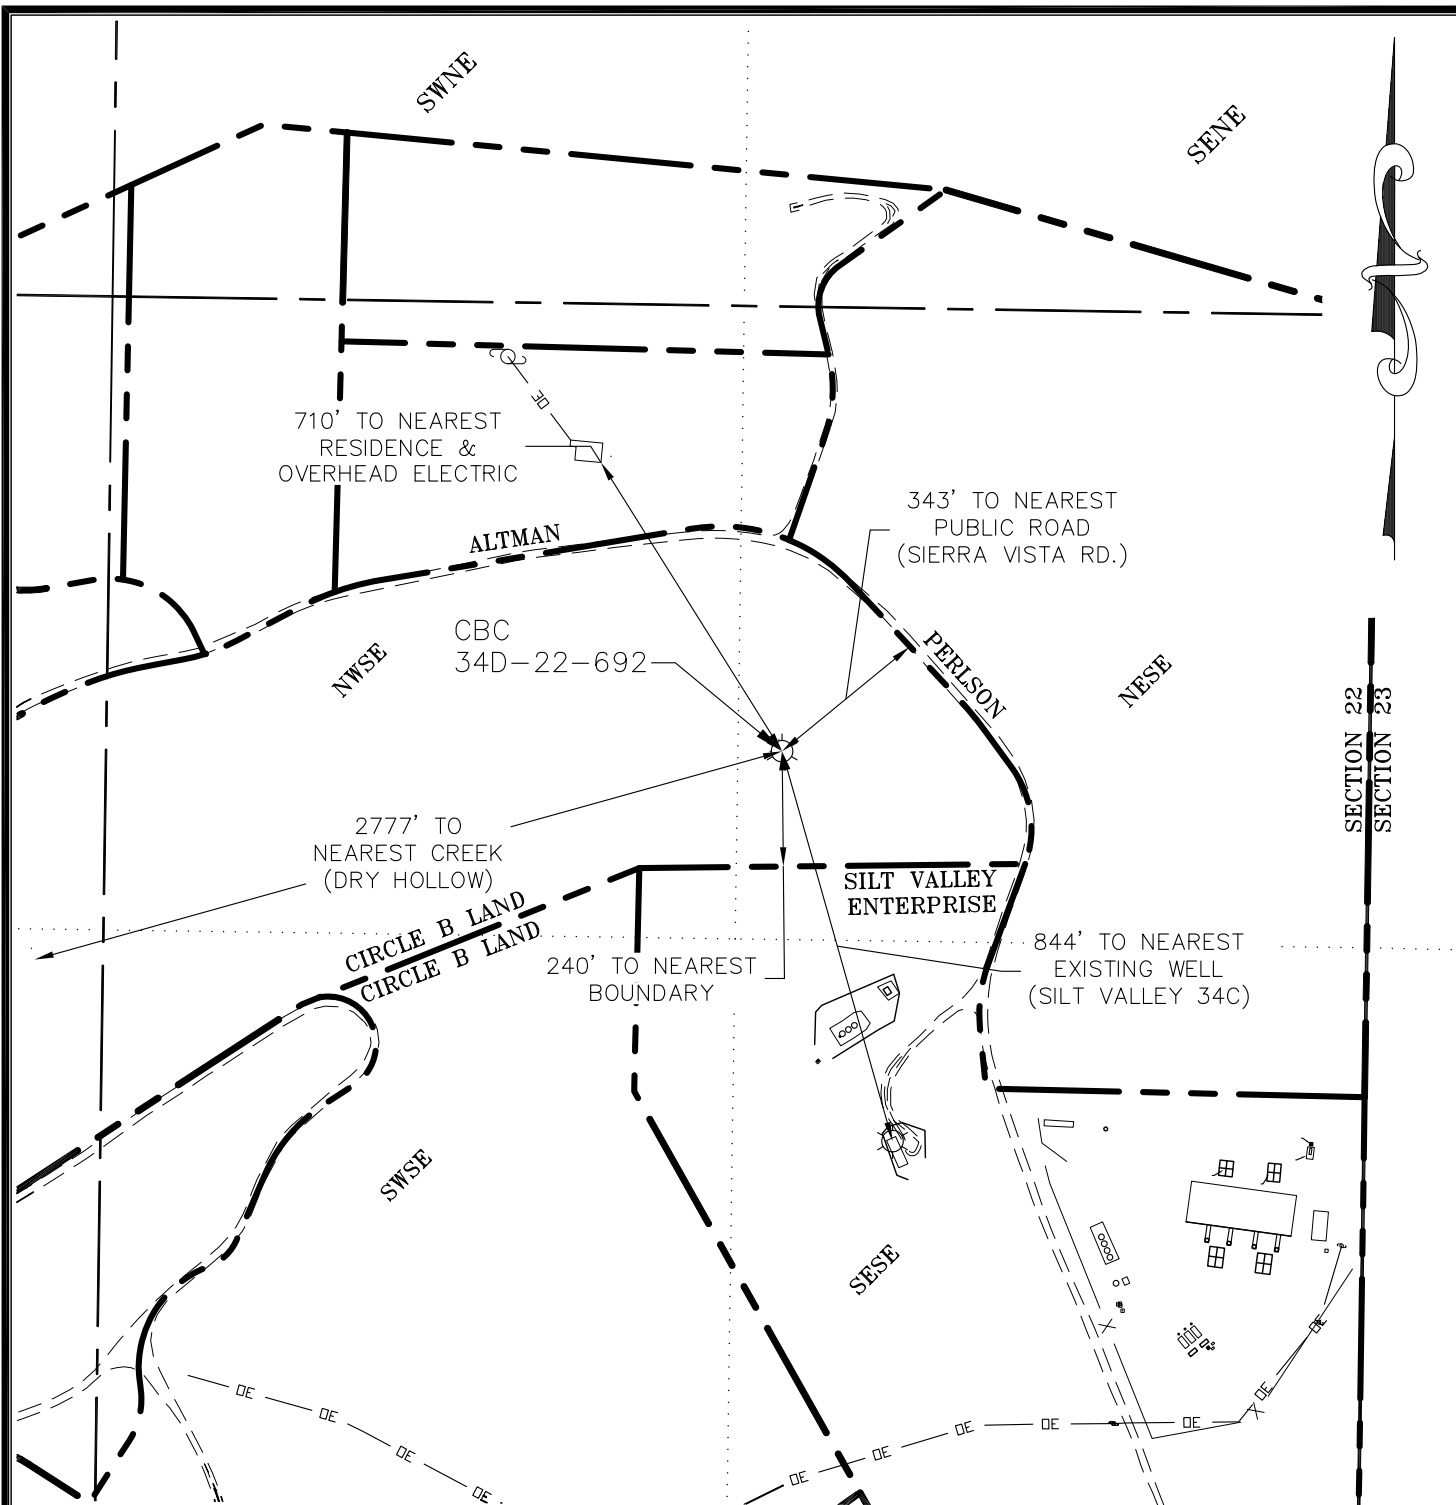 SWNE
SENE
710' TO NEAREST
RESIDENCE &
OVERHEAD ELECTRIC
OE
343' TO NEAREST
PUBLIC ROAD
(SIERRA VISTA RD.)
ALTMAN
CBC
34D-22-692
NWSE
PERLSON
NESE
SECTION 22
SECTION 23
2777' TO
NEAREST CREEK
(DRY HOLLOW)
SILT VALLEY
ENTERPRISE
CIRCLE B LAND
CIRCLE B LAND
240' TO NEAREST
BOUNDARY
844' TO NEAREST
EXISTING WELL
(SILT VALLEY 34C)
SWSE
SESE
X
OE
OE
OE
OE
OE
OE
OE
OE
OE
OE
X